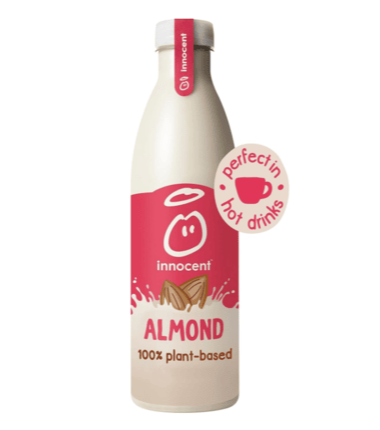 innocent
perfect in
hot drinks
innocent
ALMOND
100% plant-based